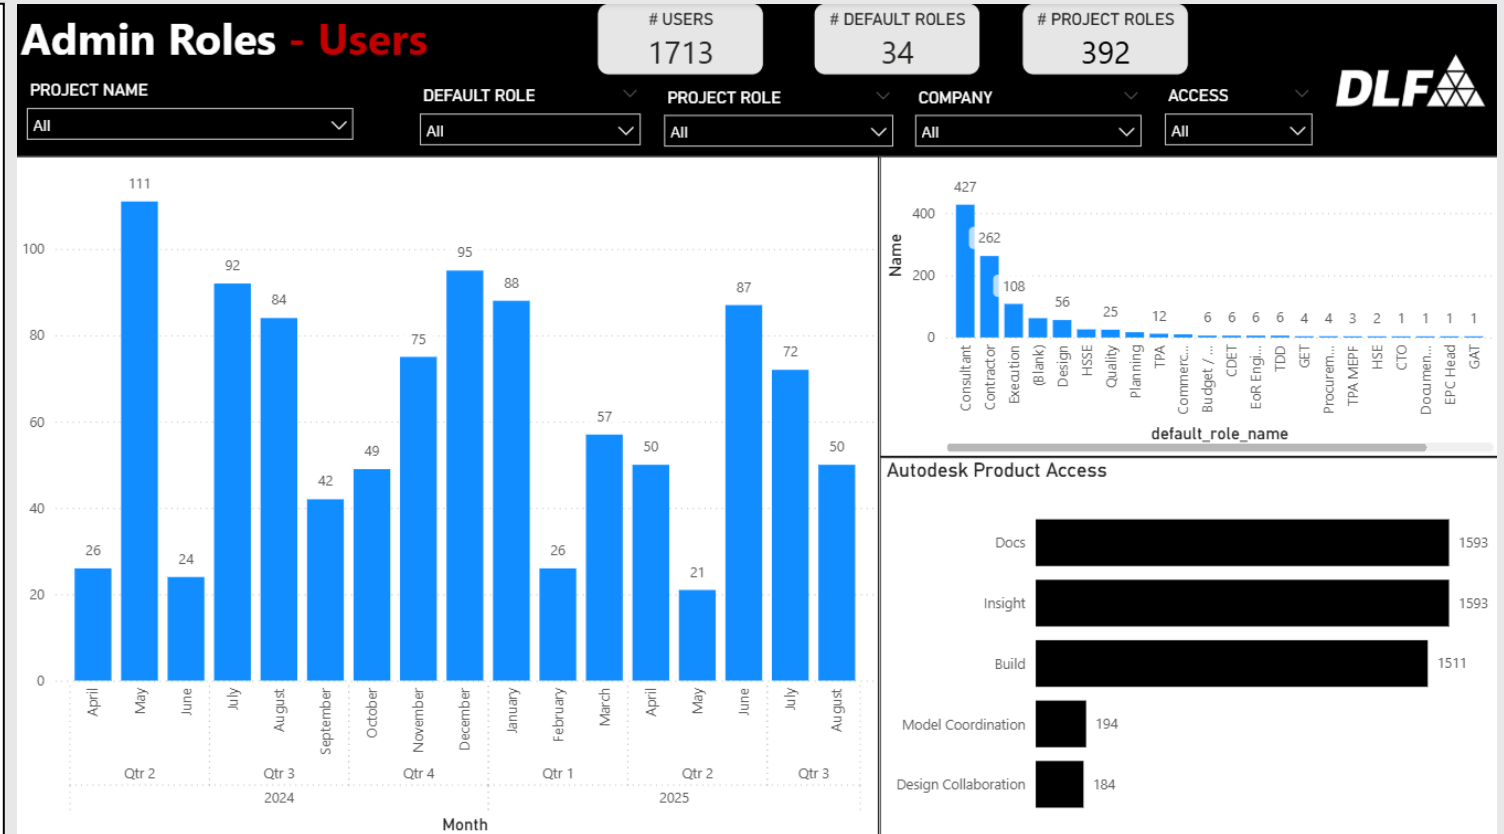 Admin Roles - Users
# USERS
1713
# DEFAULT ROLES
34
# PROJECT ROLES
392
DLF
PROJECT NAME
All
DEFAULT ROLE
All
PROJECT ROLE
All
COMPANY
All
ACCESS
All
100
80
60
40
20
0
26
111
24
92
84
42
49
75
95
88
26
57
50
21
87
72
50
April
May
June
July
August
September
October
November
December
January
February
March
April
May
June
July
August
Qtr 2
Qtr 3
Qtr 4
Qtr 1
Qtr 2
Qtr 3
2024
2025
Month
Name
400
200
0
427
262
108
56
25
12
6
6
6
6
4
4
3
2
1
1
1
1
Consultant
Contractor
Execution
(Blank)
Design
HSSE
Quality
Planning
TPA
Commerc...
Budget / ...
CDET
EoR Engi...
TDD
GET
Procurem...
TPA MEPF
HSE
CTO
Documen...
EPC Head
GAT
default_role_name
Autodesk Product Access
Docs 1593
Insight 1593
Build 1511
Model Coordination 194
Design Collaboration 184